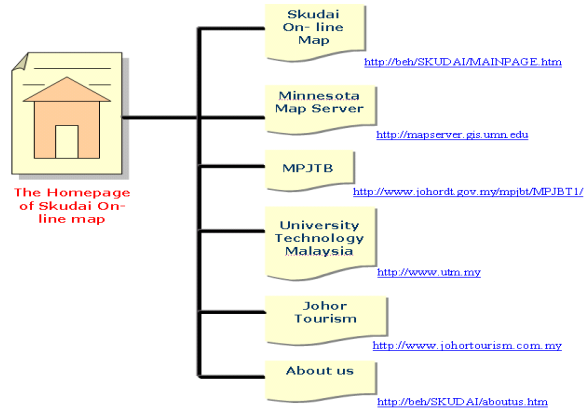 The Homepage
of Skudai On-
line map
Skudai
On- line
Map
http://beh/SKUDAI/MAINPAGE.htm
Minnesota
Map Server
http://mapserver.gis.umn.edu
MPJTB
http://www.johordt.gov.my/mpjbt/MPJBT1/
University
Technology
Malaysia
http://www.utm.my
Johor
Tourism
http://www.johortourism.com.my
About us
http://beh/SKUDAI/aboutus.htm